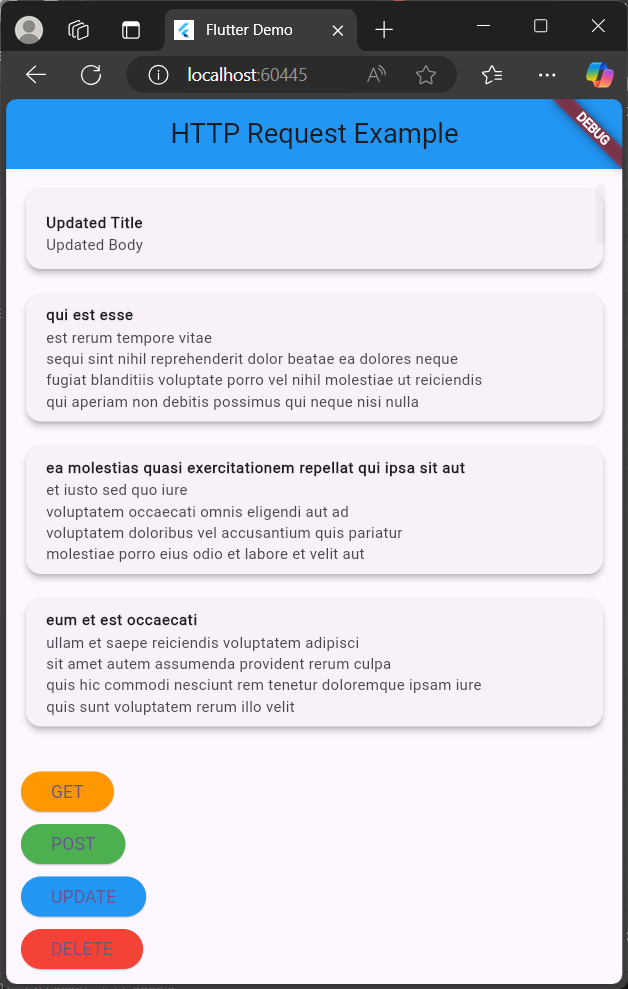 Flutter Demo
localhost:60445
HTTP Request Example
DEBUG
Updated Title
Updated Body
qui est esse
est rerum tempore vitae
sequi sint nihil reprehenderit dolor beatae ea dolores neque
fugiat blanditiis voluptate porro vel nihil molestiae ut reiciendis
qui aperiam non debitis possimus qui neque nisi nulla
ea molestias quasi exercitationem repellat qui ipsa sit aut
et iusto sed quo iure
voluptatem occaecati omnis eligendi aut ad
voluptatem doloribus vel accusantium quis pariatur
molestiae porro eius odio et labore et velit aut
eum et est occaecati
ullam et saepe reiciendis voluptatem adipisci
sit amet autem assumenda provident rerum culpa
quis hic commodi nesciunt rem tenetur doloremque ipsam iure
quis sunt voluptatem rerum illo velit
GET
POST
UPDATE
DELETE